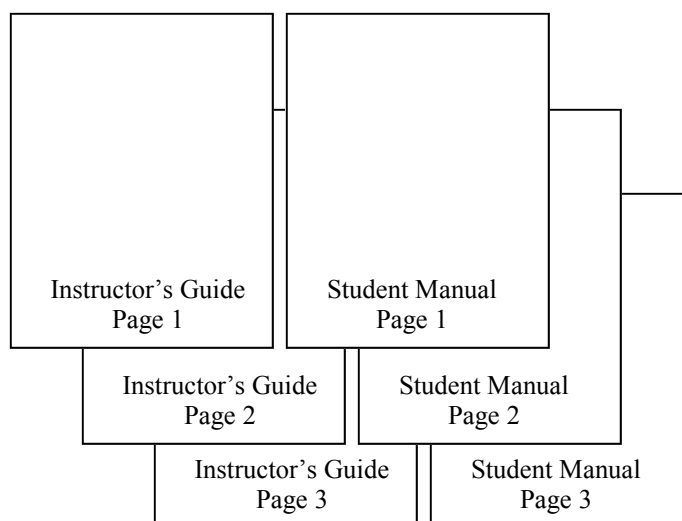 Instructor’s Guide
Page 1
Student Manual
Page 1
Instructor’s Guide
Page 2
Student Manual
Page 2
Instructor’s Guide
Page 3
Student Manual
Page 3